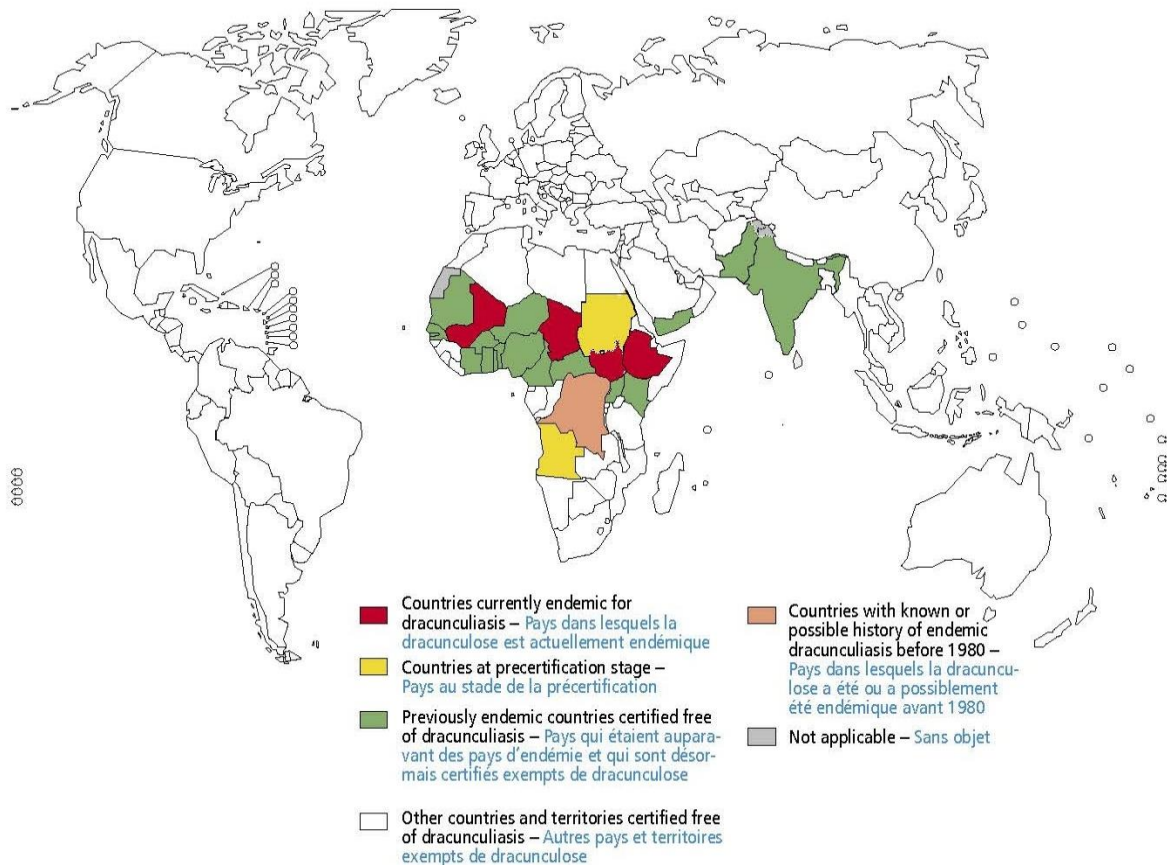 Countries currently endemic for
dracunculiasis – Pays dans lesquels la
dracunculose est actuellement endémique
Countries at precertification stage –
Pays au stade de la précertification
Previously endemic countries certified free
of dracunculiasis – Pays qui étaient aupara-
vant des pays d’endémie et qui sont désor-
mais certifiés exempts de dracunculose
Other countries and territories certified free
of dracunculiasis – Autres pays et territoires
exempts de dracunculose
Countries with known or
possible history of endemic
dracunculiasis before 1980 –
Pays dans lesquels la dracuncu-
lose a été ou a possiblement
été endémique avant 1980
Not applicable – Sans objet